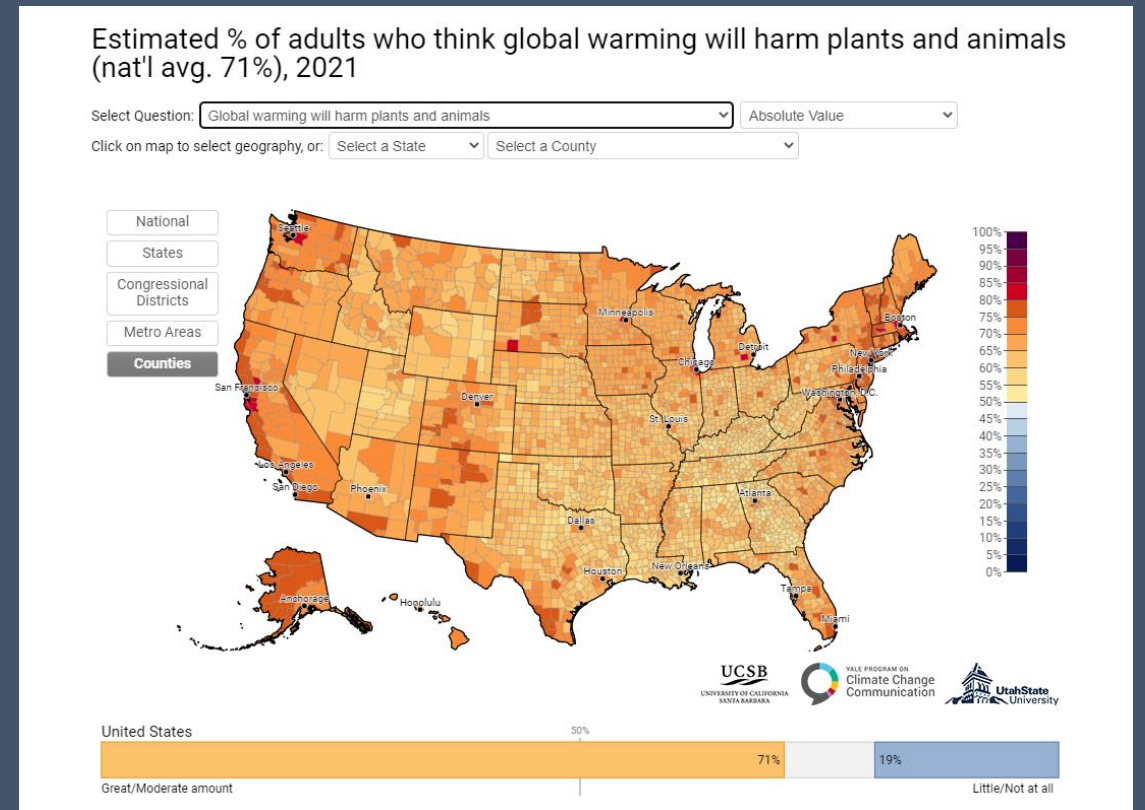 Estimated % of adults who think global warming will harm plants and animals
(nat'l avg. 71%), 2021
Select Question: Global warming will harm plants and animals Absolute Value
Click on map to select geography, or: Select a State Select a County
National
States
Congressional
Districts
Metro Areas
Counties
Seattle
Minneapolis
Boston
Detroit
New York
Chicago
Philadelphia
San Francisco
Denver
Washington, D.C.
St. Louis
Los Angeles
San Diego
Phoenix
Atlanta
Dallas
Houston
New Orleans
Tampa
Anchorage
Honolulu
Miami
100%
95%
90%
85%
80%
75%
70%
65%
60%
55%
50%
45%
40%
35%
30%
25%
20%
15%
10%
5%
0%
UCSB
UNIVERSITY OF CALIFORNIA
SANTA BARBARA
YALE PROGRAM ON
Climate Change
Communication
UtahState
University
United States
50%
71%
19%
Great/Moderate amount
Little/Not at all